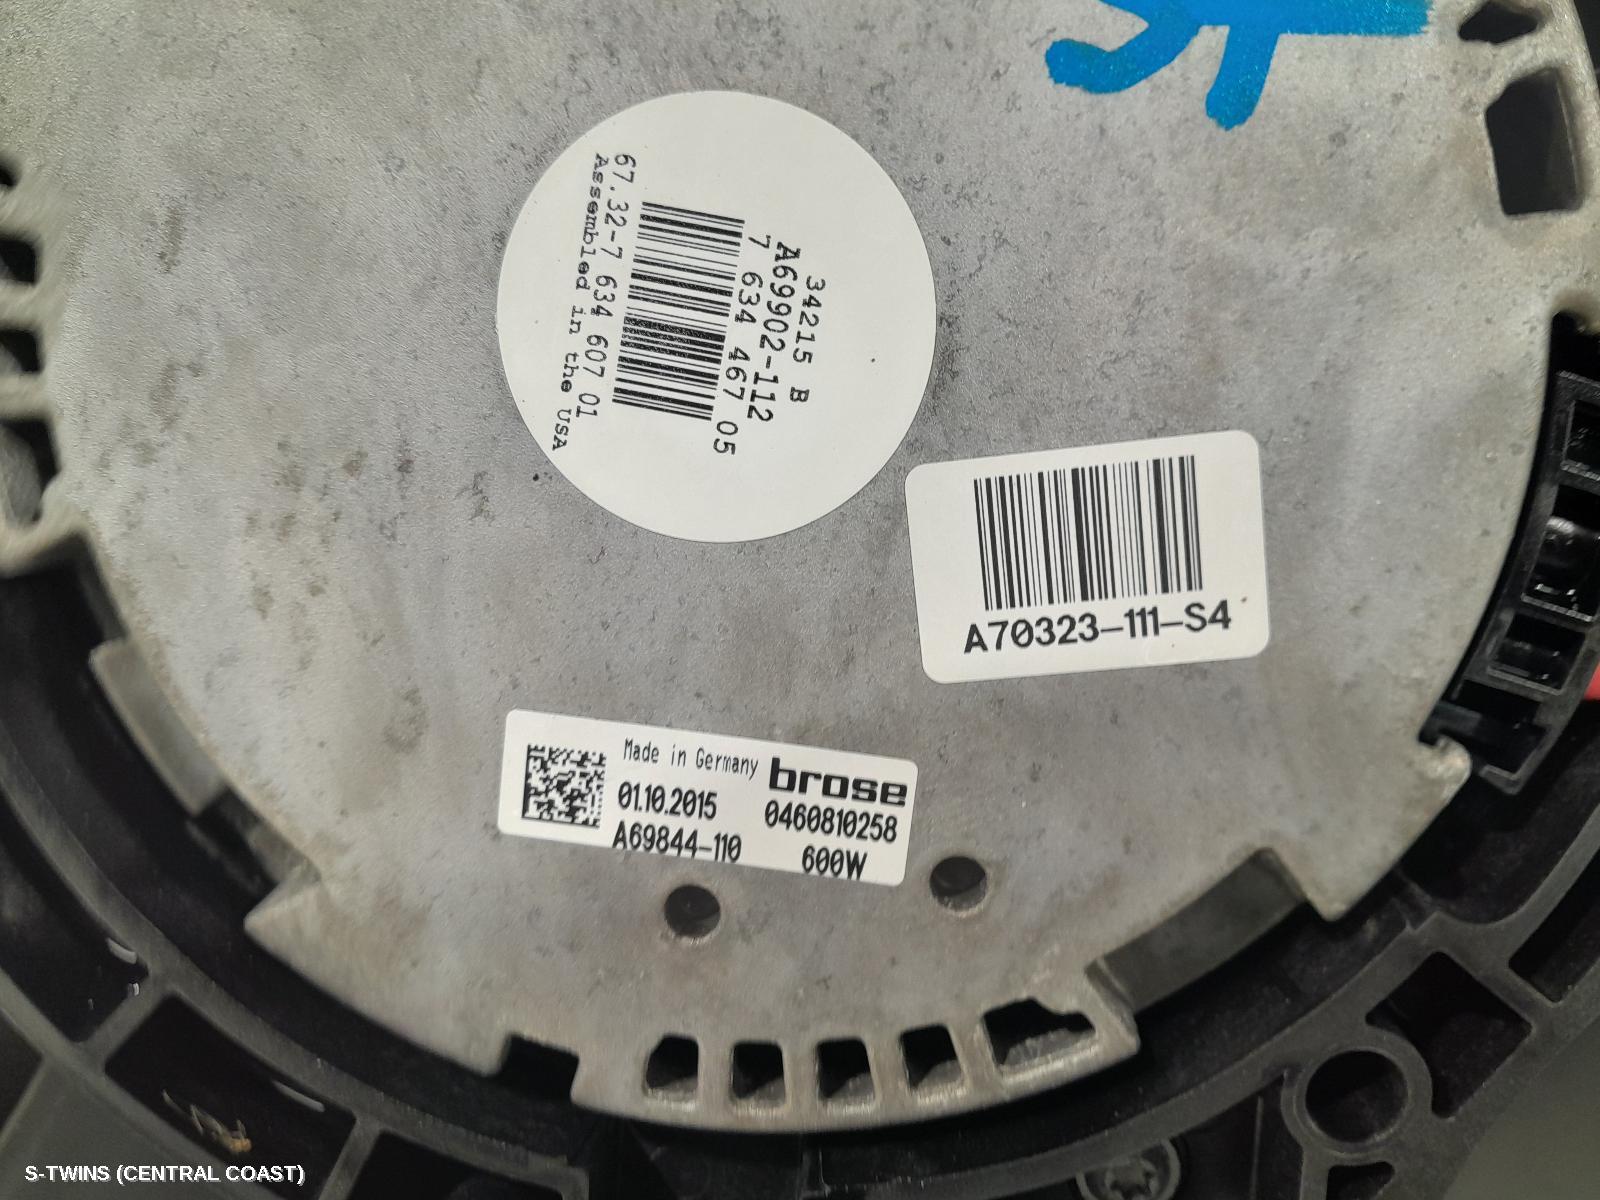 34215 B
A69902-112
7 634 467 05
67.32-7 634 607 01
Assembled in the USA
A70323-111-S4
Made in Germany
brose
01.10.2015
0460810258
A69844-110
600W
S-TWINS (CENTRAL COAST)